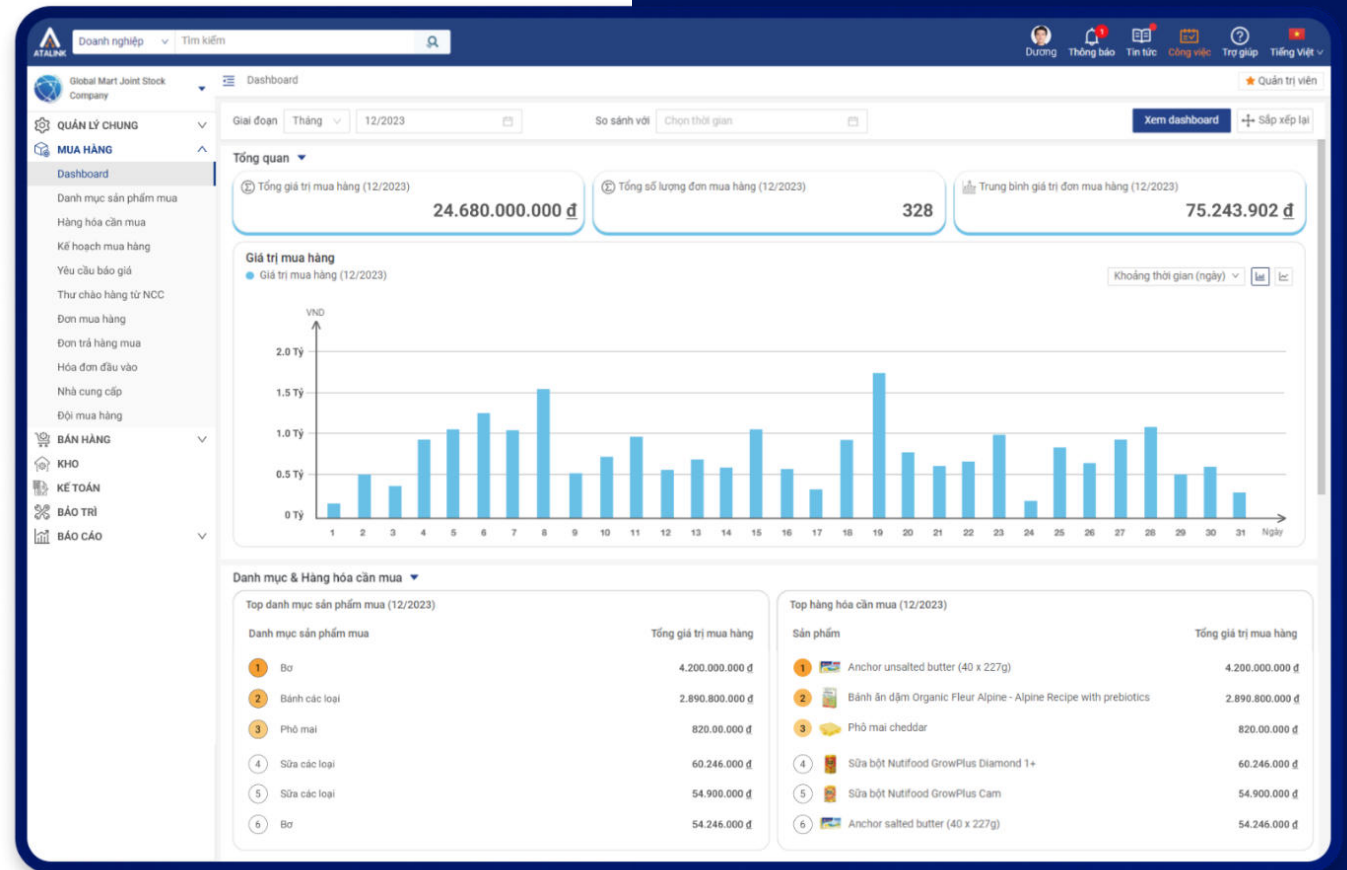 ATALINK
Doanh nghiệp
Tìm kiếm
Dương
1
Thông báo
Tin tức
Công việc
Trợ giúp
Tiếng Việt
Global Mart Joint Stock
Company
Dashboard
Quản trị viên
QUẢN LÝ CHUNG
MUA HÀNG
Dashboard
Danh mục sản phẩm mua
Hàng hóa cần mua
Kế hoạch mua hàng
Yêu cầu báo giá
Thư chào hàng từ NCC
Đơn mua hàng
Đơn trả hàng mua
Hóa đơn đầu vào
Nhà cung cấp
Đội mua hàng
BÁN HÀNG
KHO
KẾ TOÁN
BẢO TRÌ
BÁO CÁO
Giai đoạn Tháng 12/2023 So sánh với Chọn thời gian Xem dashboard Sắp xếp lại
Tổng quan
Tổng giá trị mua hàng (12/2023)
24.680.000.000 đ
Tổng số lượng đơn mua hàng (12/2023)
328
Trung bình giá trị đơn mua hàng (12/2023)
75.243.902 đ
Giá trị mua hàng
Giá trị mua hàng (12/2023)
Khoảng thời gian (ngày)
VND
2.0 Tỷ
1.5 Tỷ
1.0 Tỷ
0.5 Tỷ
0 Tỷ
1 2 3 4 5 6 7 8 9 10 11 12 13 14 15 16 17 18 19 20 21 22 23 24 25 26 27 28 29 30 31 Ngày
Danh mục & Hàng hóa cần mua
Top danh mục sản phẩm mua (12/2023)
Danh mục sản phẩm mua Tổng giá trị mua hàng
1 Bơ 4.200.000.000 đ
2 Bánh các loại 2.890.800.000 đ
3 Phô mai 820.00.000 đ
4 Sữa các loại 60.246.000 đ
5 Sữa các loại 54.900.000 đ
6 Bơ 54.246.000 đ
Top hàng hóa cần mua (12/2023)
Sản phẩm Tổng giá trị mua hàng
1 Anchor unsalted butter (40 x 227g) 4.200.000.000 đ
2 Bánh ăn dặm Organic Fleur Alpine - Alpine Recipe with prebiotics 2.890.800.000 đ
3 Phô mai cheddar 820.00.000 đ
4 Sữa bột Nutifood GrowPlus Diamond 1+ 60.246.000 đ
5 Sữa bột Nutifood GrowPlus Cam 54.900.000 đ
6 Anchor salted butter (40 x 227g) 54.246.000 đ